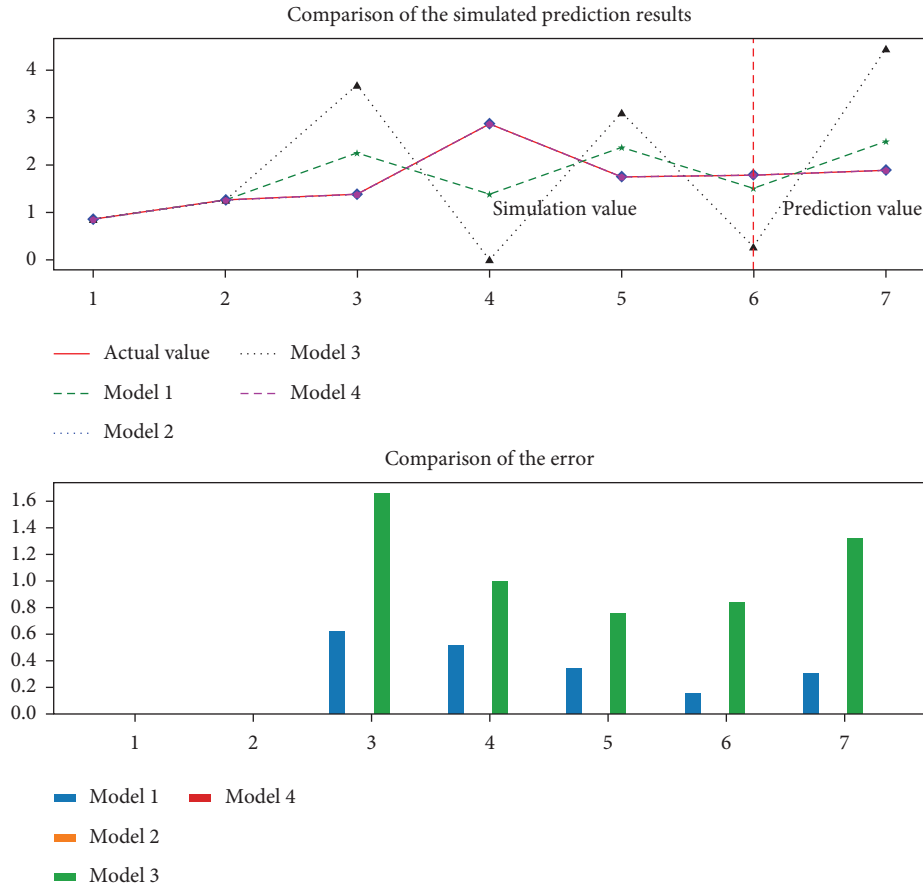 Comparison of the simulated prediction results
4
3
2
1
0
Simulation value Prediction value
1 2 3 4 5 6 7
Actual value Model 3
Model 1 Model 4
Model 2
Comparison of the error
1.6
1.4
1.2
1.0
0.8
0.6
0.4
0.2
0.0
1 2 3 4 5 6 7
Model 1 Model 4
Model 2
Model 3